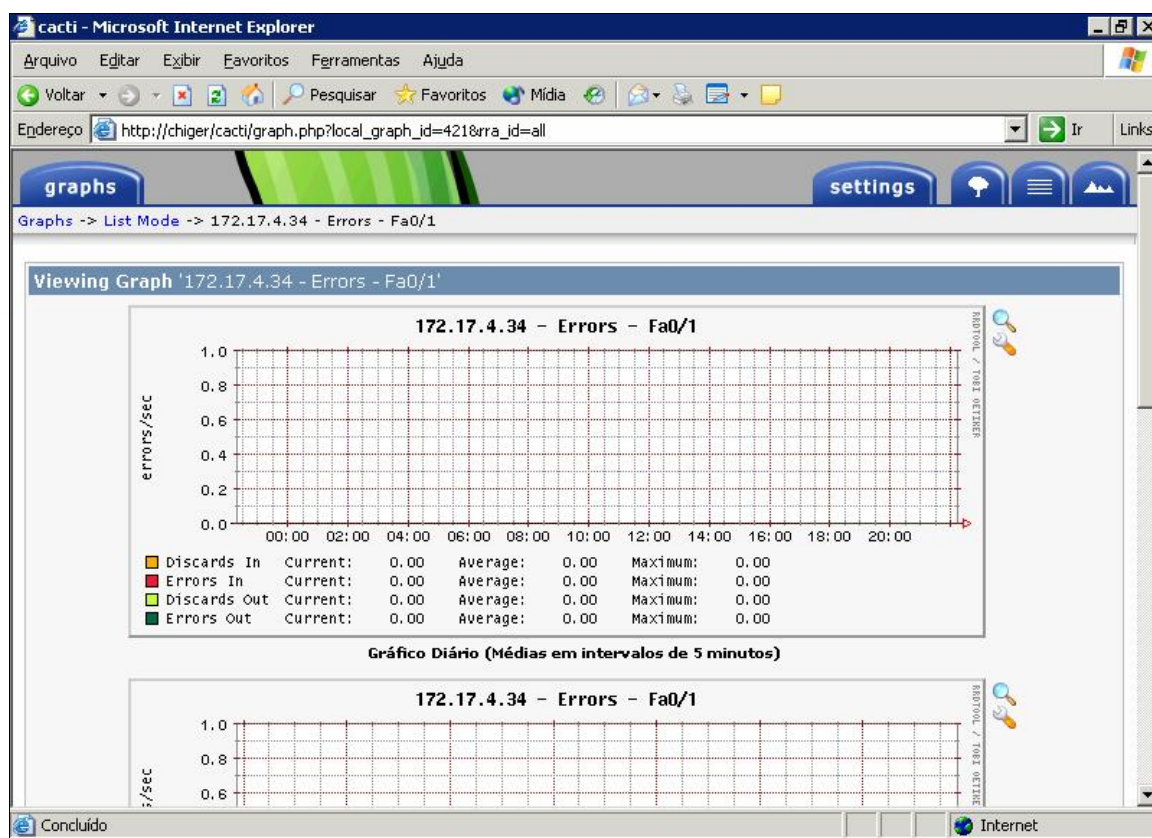 cacti - Microsoft Internet Explorer
Arquivo Editar Exibir Favoritos Ferramentas Ajuda
Voltar Pesquisar Favoritos Mídia
Endereço http://chiger/cacti/graph.php?local_graph_id=421&rra_id=all Ir Links
graphs settings
Graphs -> List Mode -> 172.17.4.34 - Errors - Fa0/1
Viewing Graph '172.17.4.34 - Errors - Fa0/1'
172.17.4.34 - Errors - Fa0/1
RRDTOOL / TOBI OETIKER
errors/sec
1.0
0.8
0.6
0.4
0.2
0.0
00:00 02:00 04:00 06:00 08:00 10:00 12:00 14:00 16:00 18:00 20:00
Discards In Current: 0.00 Average: 0.00 Maximum: 0.00
Errors In Current: 0.00 Average: 0.00 Maximum: 0.00
Discards Out Current: 0.00 Average: 0.00 Maximum: 0.00
Errors Out Current: 0.00 Average: 0.00 Maximum: 0.00
Gráfico Diário (Médias em intervalos de 5 minutos)
172.17.4.34 - Errors - Fa0/1
RRDTOOL / TOBI OETIKE
s/sec
1.0
0.8
0.6
Concluído Internet